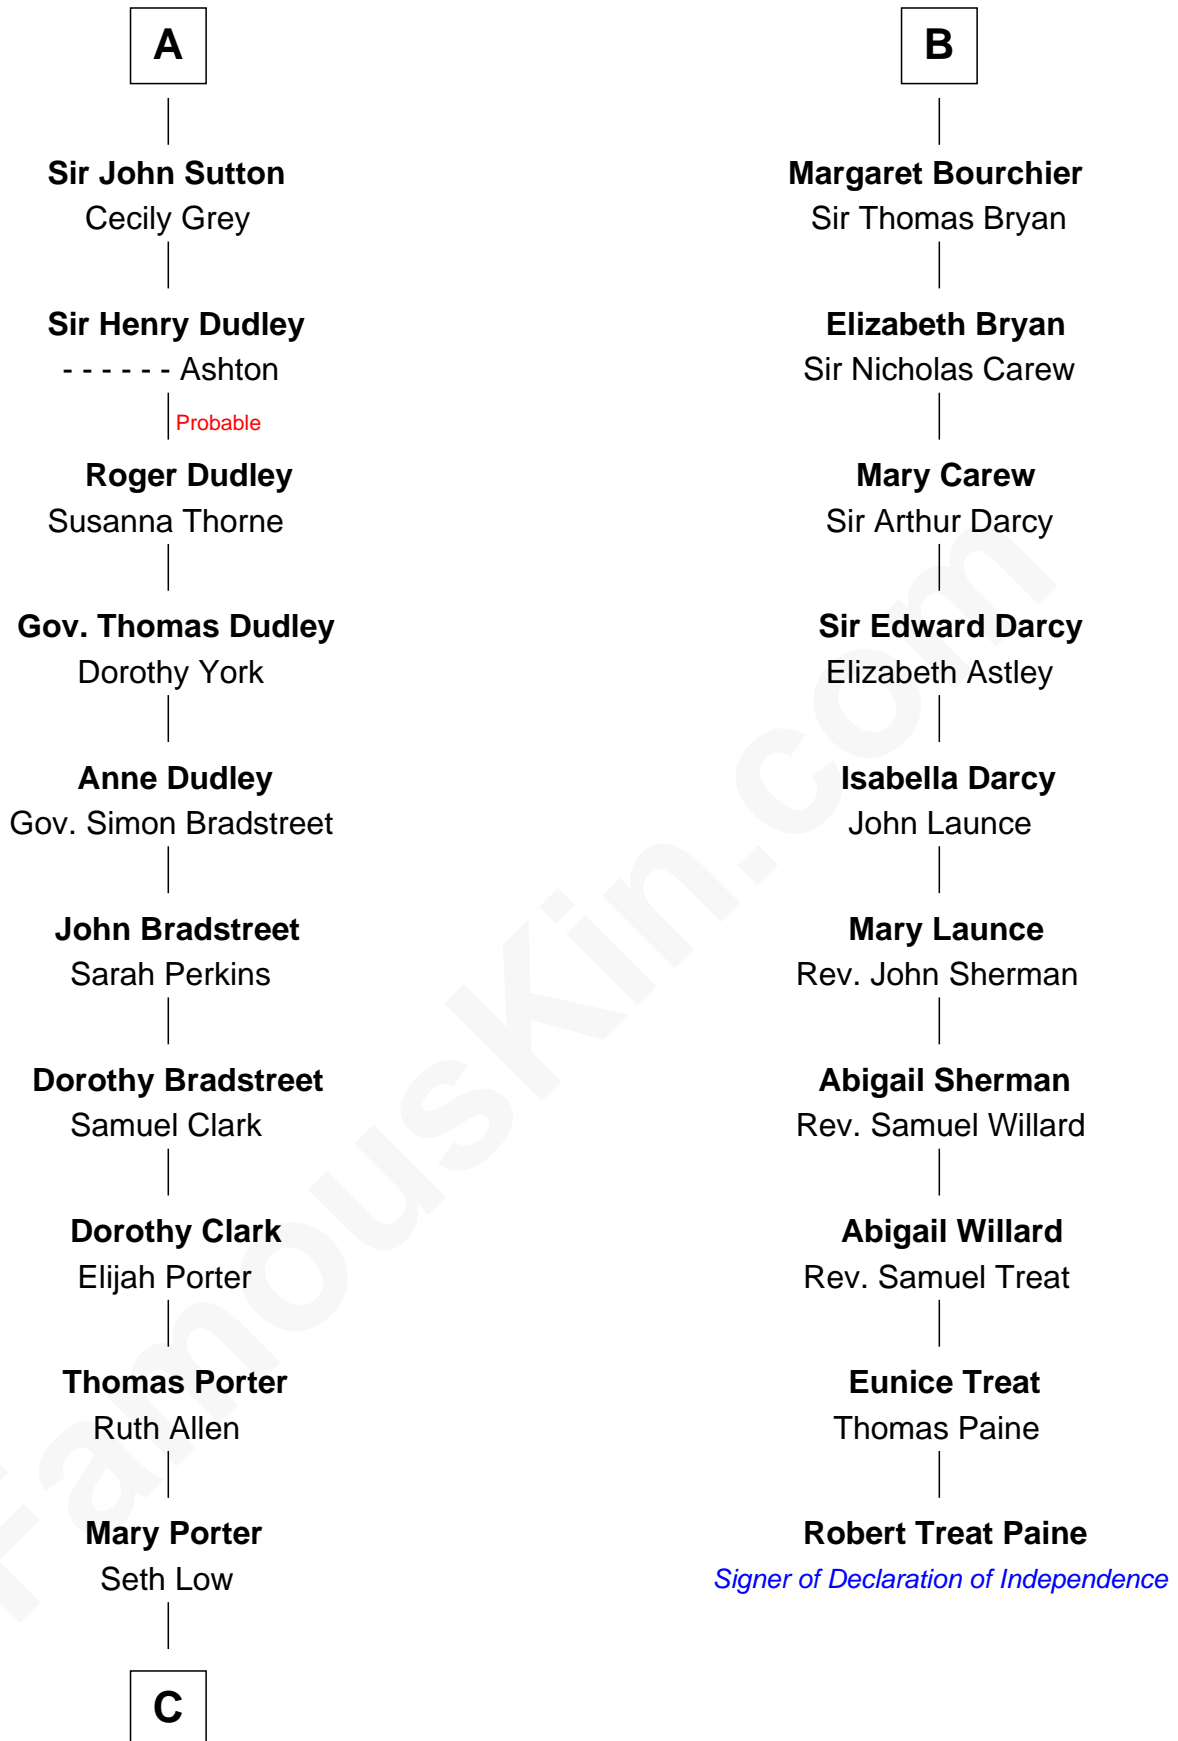 A
Sir John Sutton
Cecily Grey
Sir Henry Dudley
- - - - - - Ashton
Probable
Roger Dudley
Susanna Thorne
Gov. Thomas Dudley
Dorothy York
Anne Dudley
Gov. Simon Bradstreet
John Bradstreet
Sarah Perkins
Dorothy Bradstreet
Samuel Clark
Dorothy Clark
Elijah Porter
Thomas Porter
Ruth Allen
Mary Porter
Seth Low
C
B
Margaret Bourchier
Sir Thomas Bryan
Elizabeth Bryan
Sir Nicholas Carew
Mary Carew
Sir Arthur Darcy
Sir Edward Darcy
Elizabeth Astley
Isabella Darcy
John Launce
Mary Launce
Rev. John Sherman
Abigail Sherman
Rev. Samuel Willard
Abigail Willard
Rev. Samuel Treat
Eunice Treat
Thomas Paine
Robert Treat Paine
Signer of Declaration of Independence
FamousKin.com